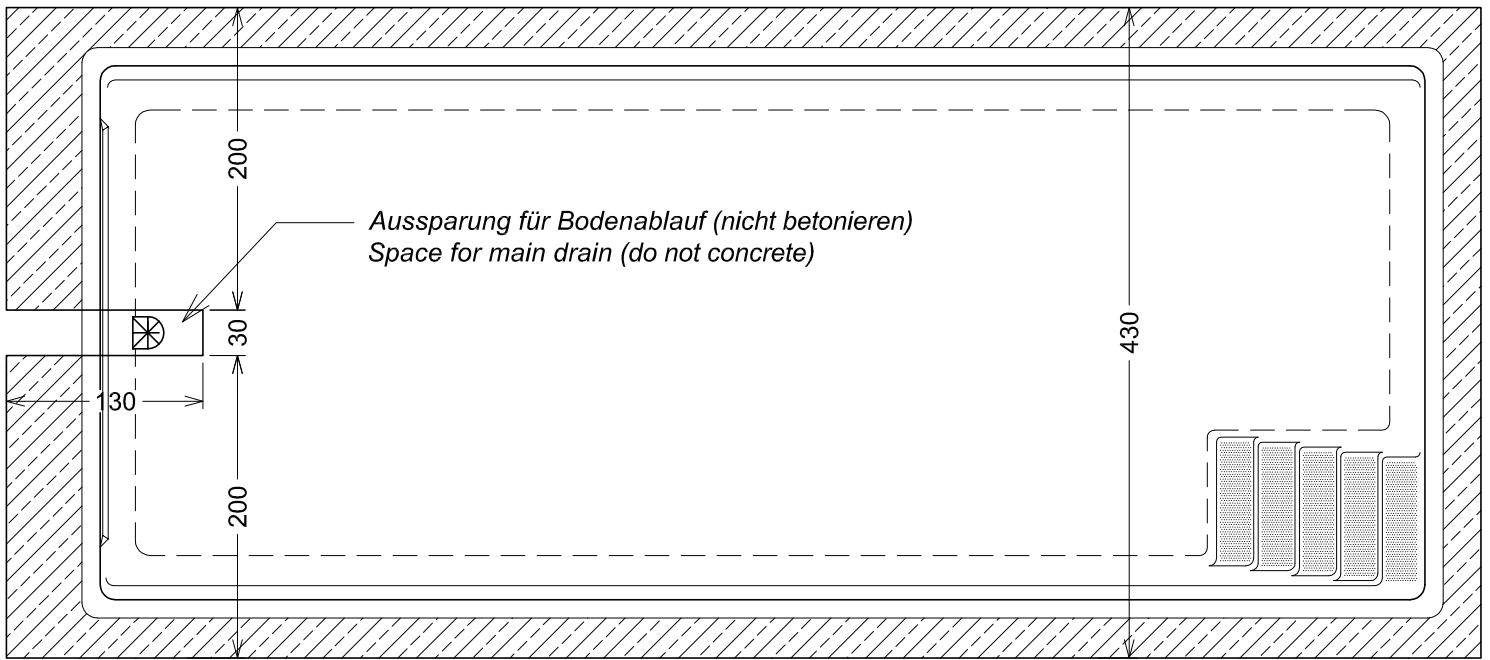 200
Aussparung für Bodenablauf (nicht betonieren)
Space for main drain (do not concrete)
30
430
130
200